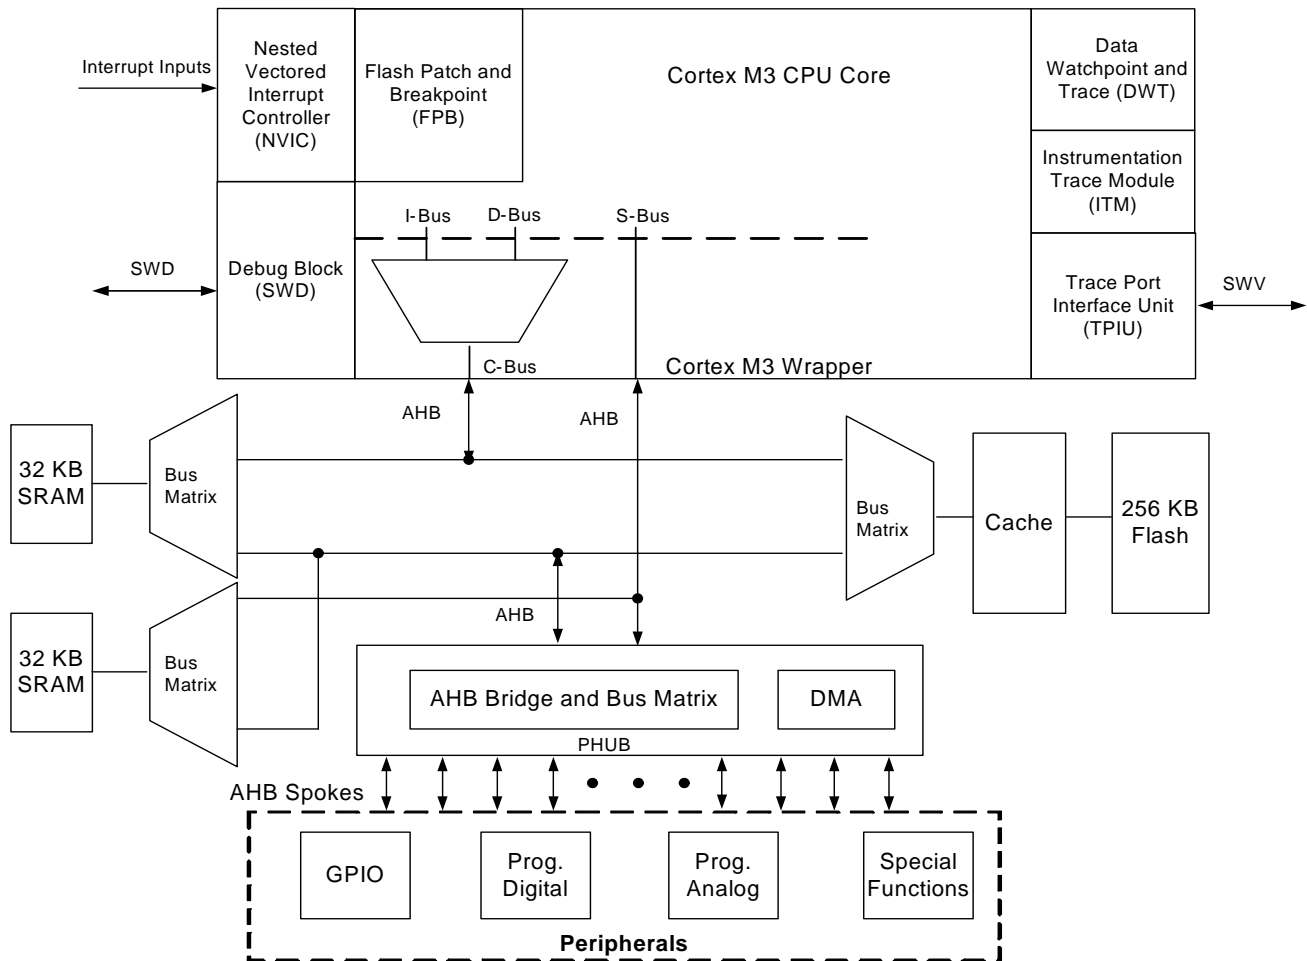 Interrupt Inputs
Nested
Vectored
Interrupt
Controller
(NVIC)
Flash Patch and
Breakpoint
(FPB)
Cortex M3 CPU Core
Data
Watchpoint and
Trace (DWT)
Instrumentation
Trace Module
(ITM)
I-Bus
D-Bus
S-Bus
SWD
Debug Block
(SWD)
Trace Port
Interface Unit
(TPIU)
SWV
C-Bus
Cortex M3 Wrapper
AHB
AHB
32 KB
SRAM
Bus
Matrix
Bus
Matrix
Cache
256 KB
Flash
AHB
32 KB
SRAM
Bus
Matrix
AHB Bridge and Bus Matrix
DMA
PHUB
AHB Spokes
GPIO
Prog.
Digital
Prog.
Analog
Special
Functions
Peripherals